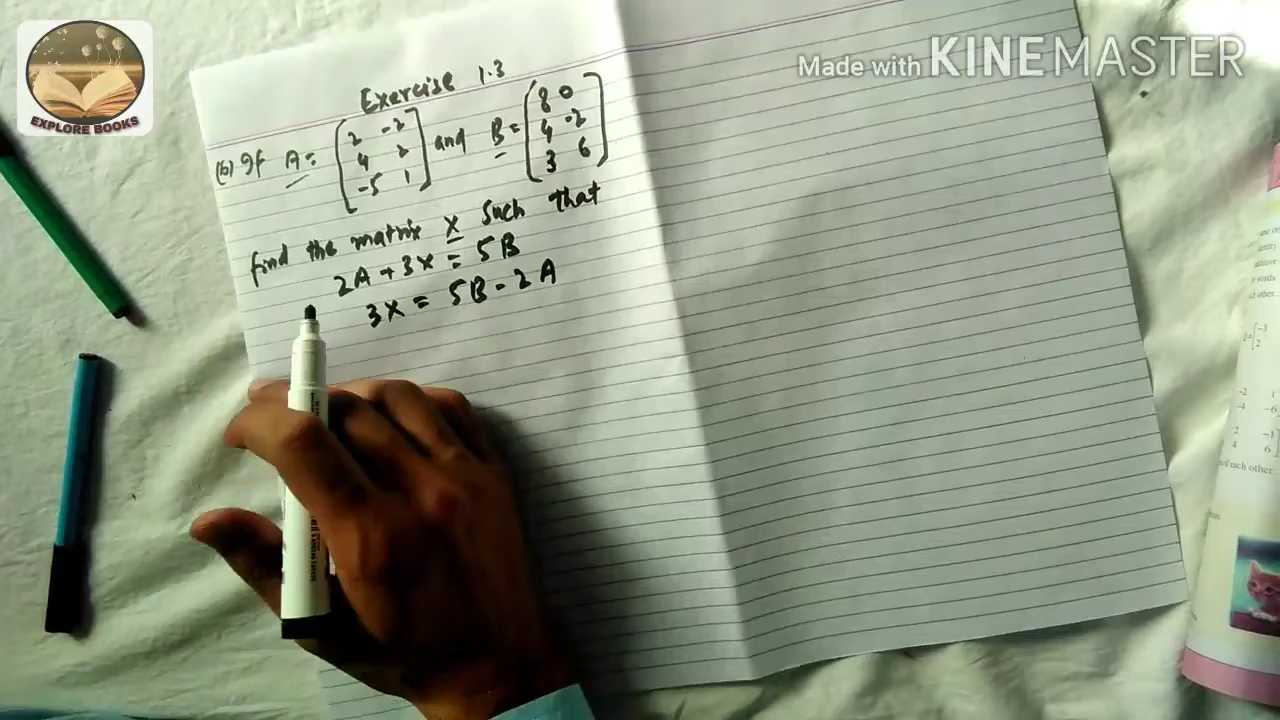 EXPLORE BOOKS
Made with KINEMASTER
Exercise 1.3
(b) If A = [2 -2
4 2
-5 1] and B = [8 0
4 -2
3 6]
find the matrix X such that
2A + 3X = 5B
3X = 5B - 2A